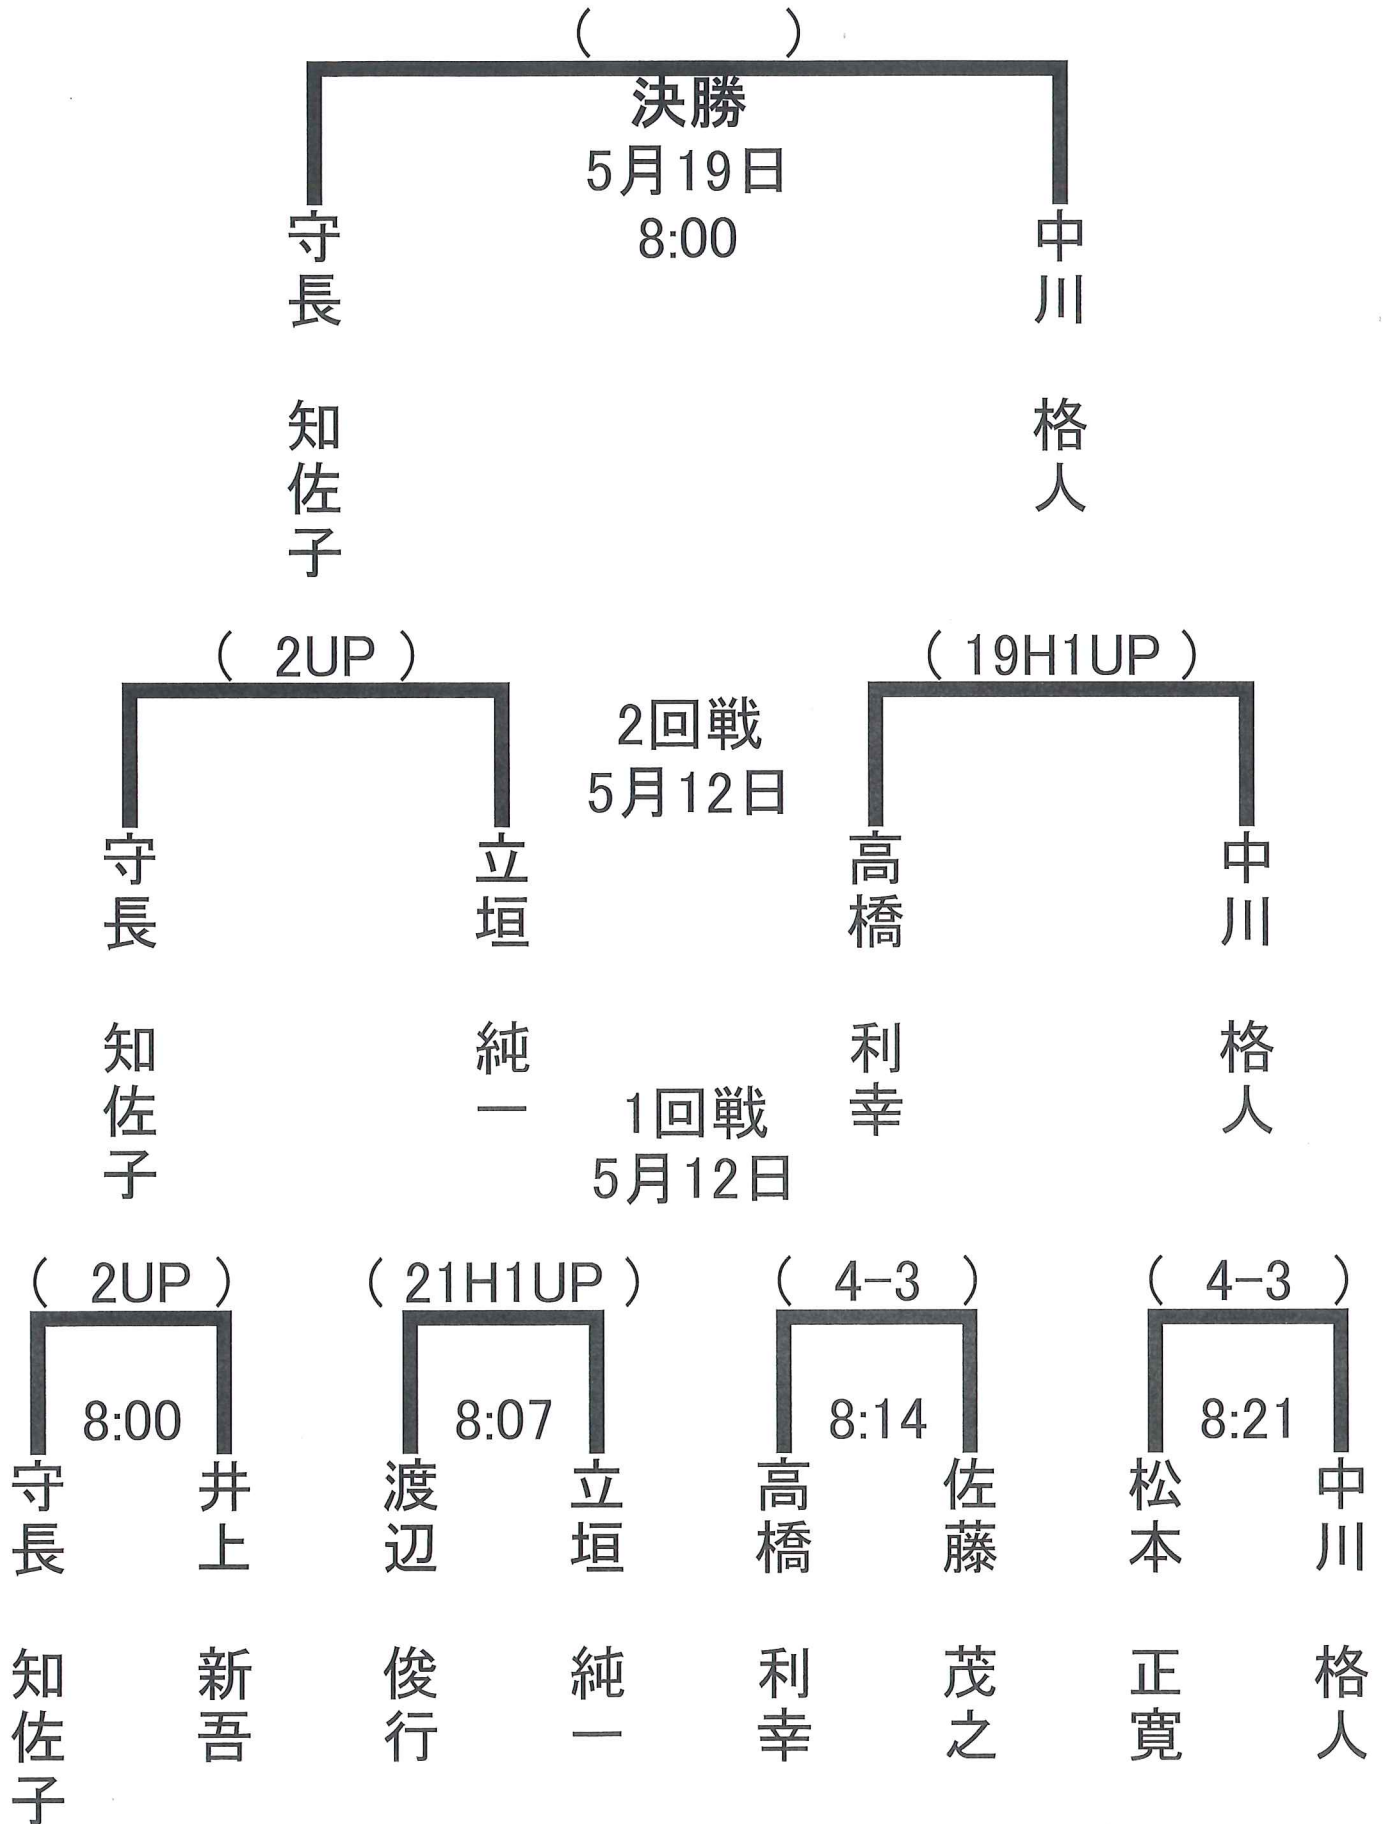 ( )
決勝
5月19日
8:00
守長 知佐子
中川 格人
( 2UP )
( 19H1UP )
2回戦
5月12日
守長 知佐子
立垣 純一
高橋 利幸
中川 格人
1回戦
5月12日
( 2UP )
( 21H1UP )
( 4-3 )
( 4-3 )
8:00
8:07
8:14
8:21
守長 知佐子
井上 新吾
渡辺 俊行
立垣 純一
高橋 利幸
佐藤 茂之
松本 正寛
中川 格人